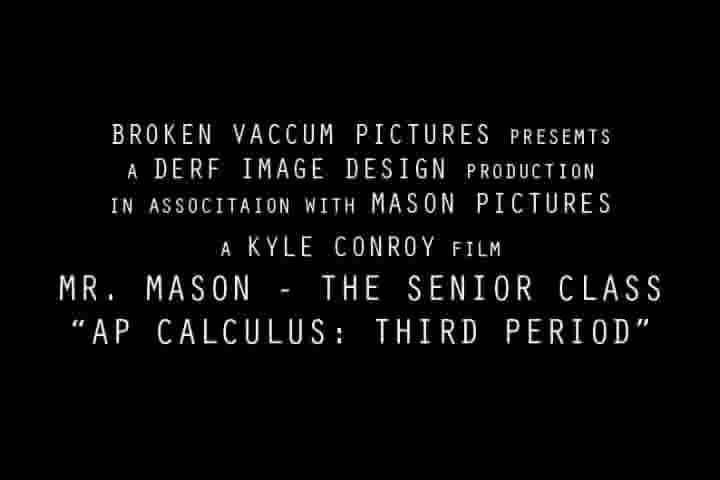 BROKEN VACCUM PICTURES PRESEMTS
A DERF IMAGE DESIGN PRODUCTION
IN ASSOCITAION WITH MASON PICTURES
A KYLE CONROY FILM
MR. MASON - THE SENIOR CLASS
“AP CALCULUS: THIRD PERIOD”